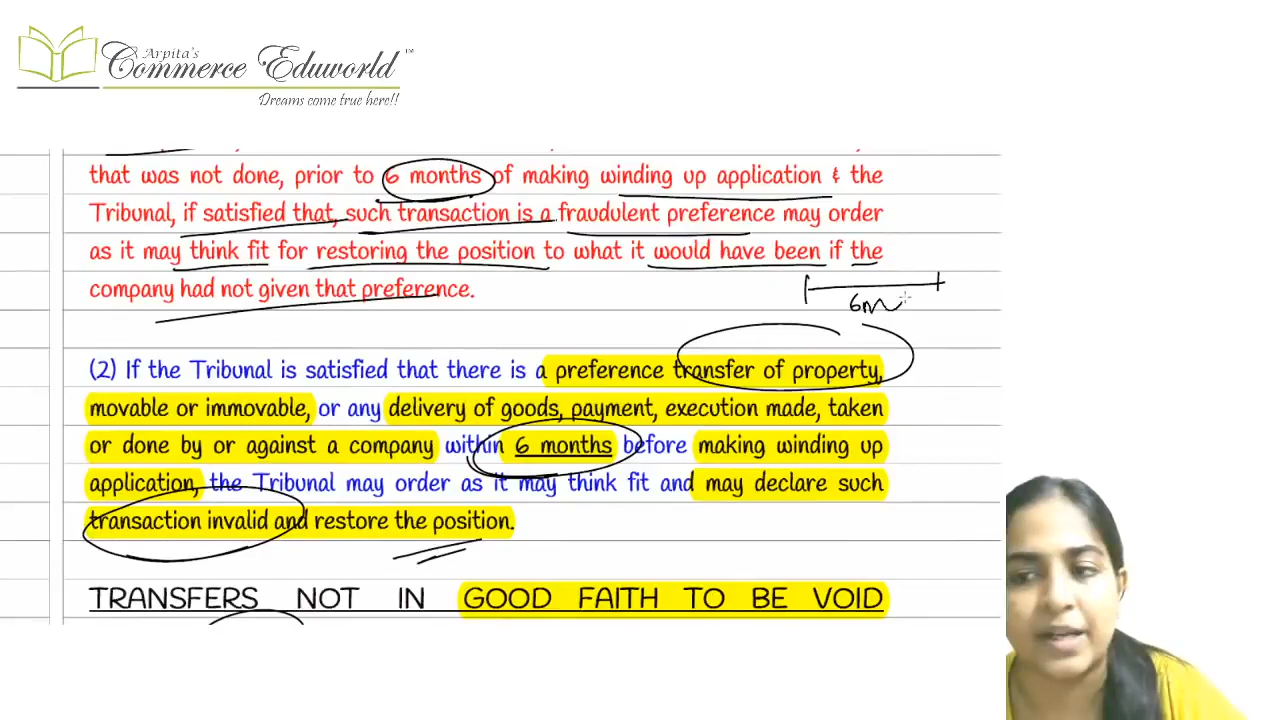 Arpita's
Commerce Eduworld™
Dreams come true here!!
that was not done, prior to 6 months of making winding up application & the
Tribunal, if satisfied that, such transaction is a fraudulent preference may order
as it may think fit for restoring the position to what it would have been if the
company had not given that preference.
6m
(2) If the Tribunal is satisfied that there is a preference transfer of property,
movable or immovable, or any delivery of goods, payment, execution made, taken
or done by or against a company within 6 months before making winding up
application, the Tribunal may order as it may think fit and may declare such
transaction invalid and restore the position.
TRANSFERS NOT IN GOOD FAITH TO BE VOID